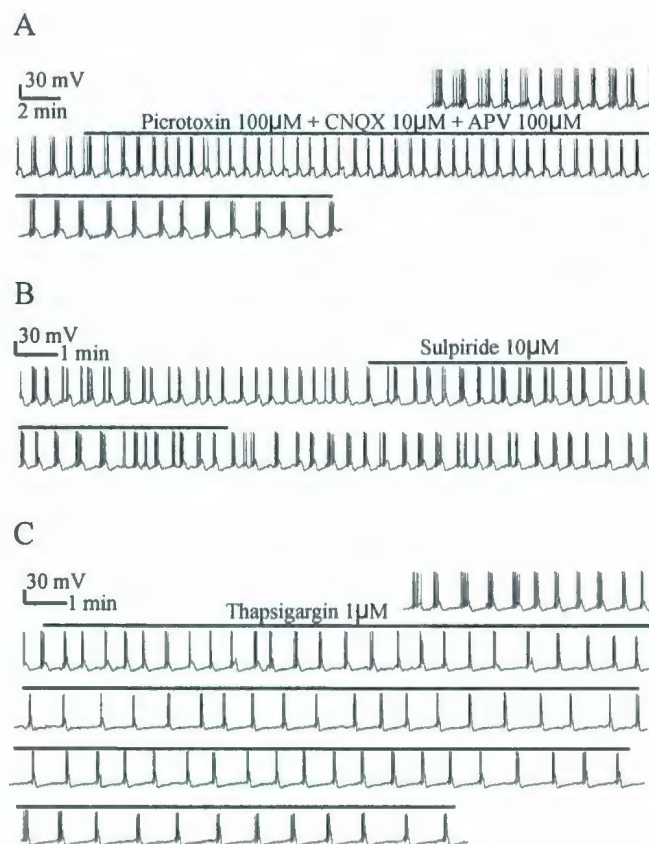 A
30 mV
2 min
Picrotoxin 100µM + CNQX 10µM + APV 100µM
B
30 mV
1 min
Sulpiride 10µM
C
30 mV
1 min
Thapsigargin 1µM